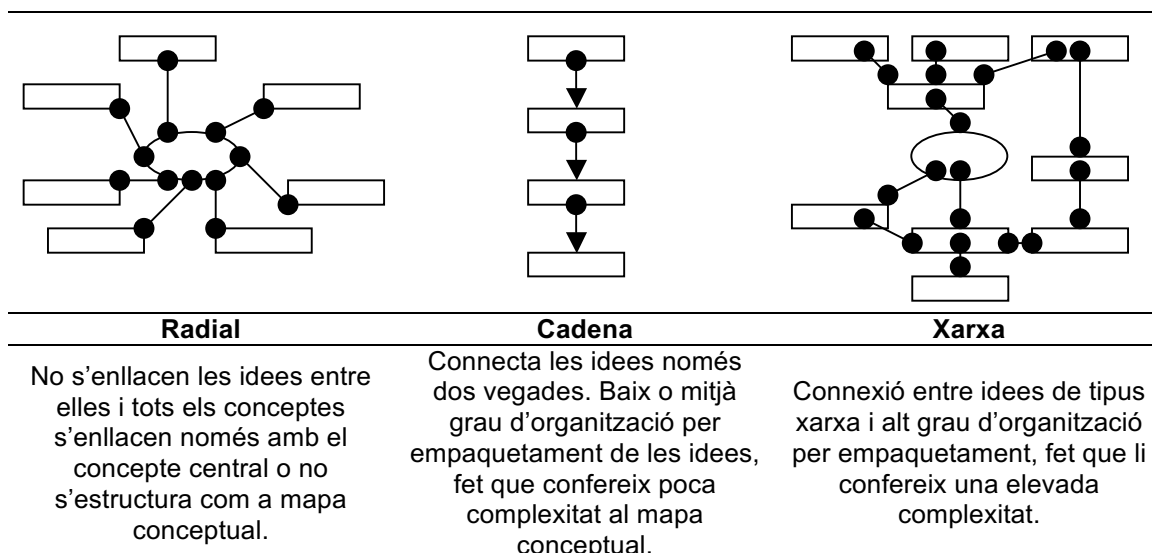 Radial
Cadena
Xarxa
No s’enllacen les idees entre
elles i tots els conceptes
s’enllacen només amb el
concepte central o no
s’estructura com a mapa
conceptual.
Connecta les idees només
dos vegades. Baix o mitjà
grau d’organització per
empaquetament de les idees,
fet que confereix poca
complexitat al mapa
conceptual.
Connexió entre idees de tipus
xarxa i alt grau d’organització
per empaquetament, fet que li
confereix una elevada
complexitat.